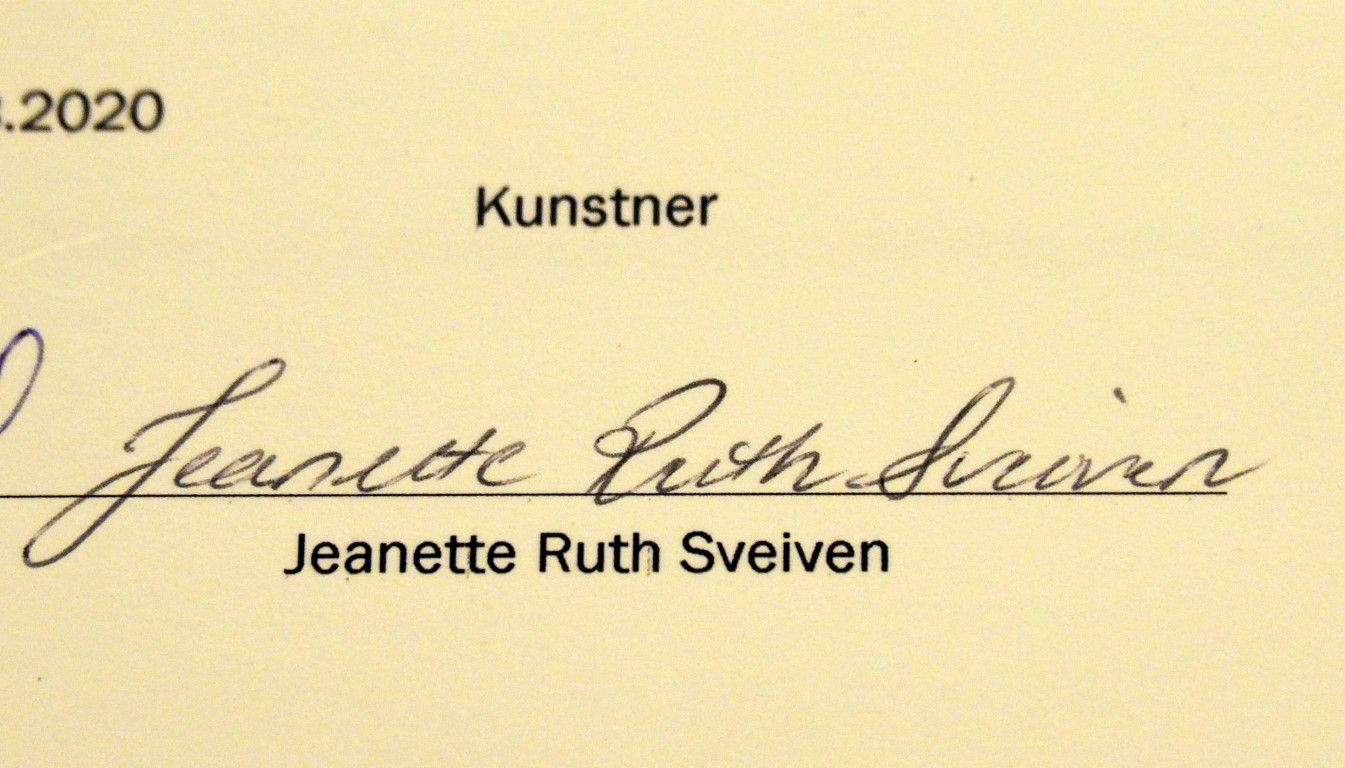 .2020
Kunstner
Jeanette Ruth Sveiven
Jeanette Ruth Sveiven